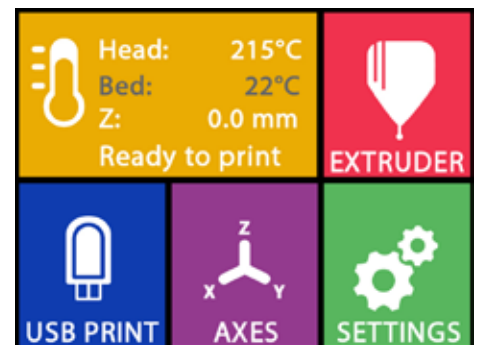 Head: 215°C
Bed: 22°C
Z: 0.0 mm
Ready to print
EXTRUDER
Z
X Y
USB PRINT
AXES
SETTINGS